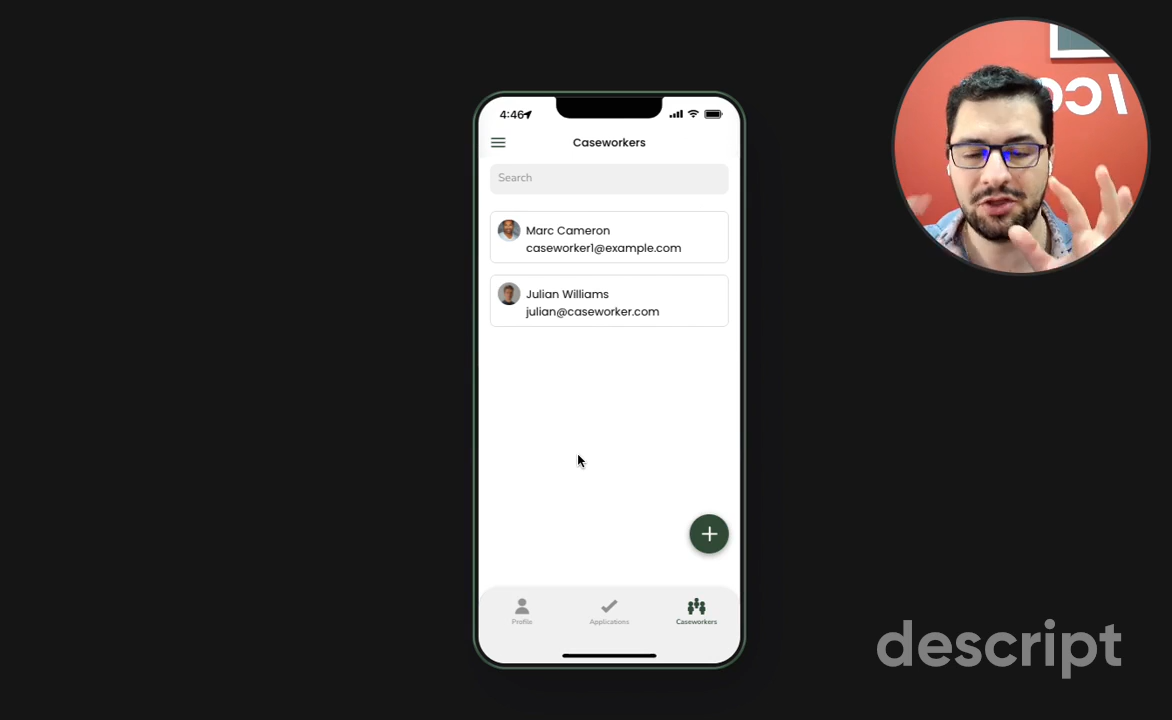 4:46
Caseworkers
Search
Marc Cameron
caseworker1@example.com
Julian Williams
julian@caseworker.com
Profile
Applications
Caseworkers
descript